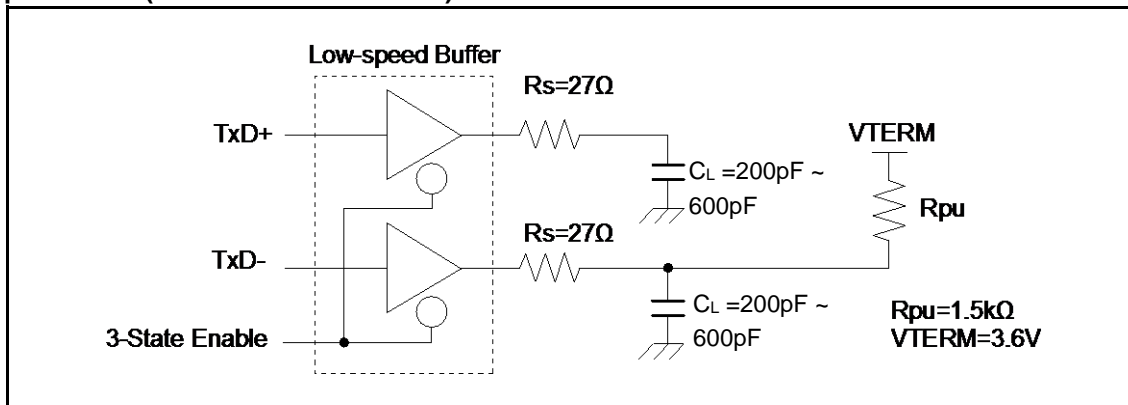 Low-speed Buffer
Rs=27Ω
TxD+
VTERM
CL =200pF ~
600pF
Rpu
Rs=27Ω
TxD-
CL =200pF ~
600pF
Rpu=1.5kΩ
VTERM=3.6V
3-State Enable